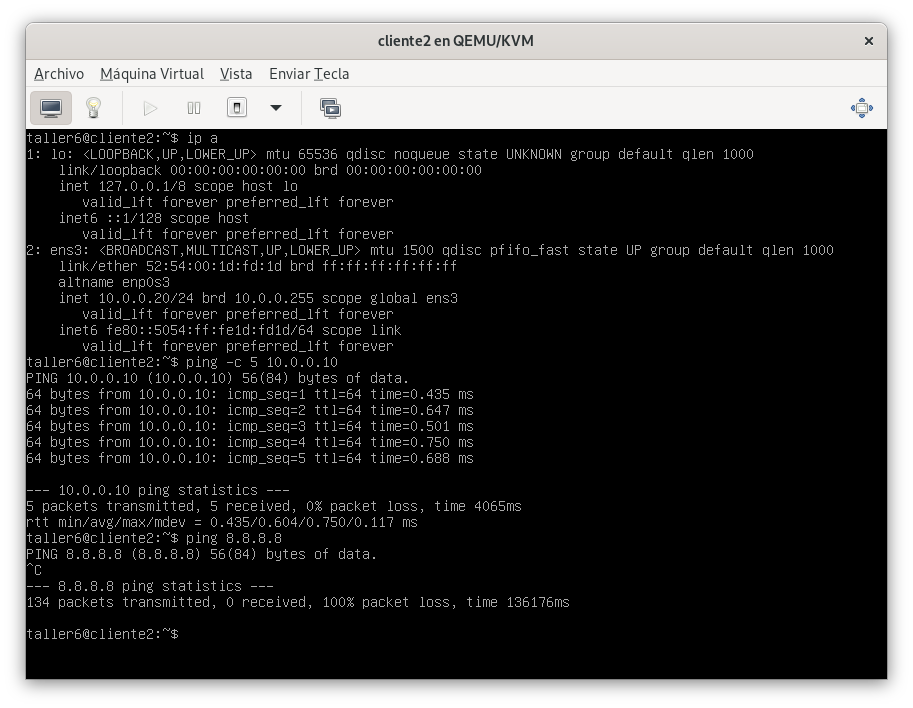 cliente2 en QEMU/KVM
Archivo Máquina Virtual Vista Enviar Tecla
taller6@cliente2:~$ ip a
1: lo: <LOOPBACK,UP,LOWER_UP> mtu 65536 qdisc noqueue state UNKNOWN group default qlen 1000
    link/loopback 00:00:00:00:00:00 brd 00:00:00:00:00:00
    inet 127.0.0.1/8 scope host lo
       valid_lft forever preferred_lft forever
    inet6 ::1/128 scope host
       valid_lft forever preferred_lft forever
2: ens3: <BROADCAST,MULTICAST,UP,LOWER_UP> mtu 1500 qdisc pfifo_fast state UP group default qlen 1000
    link/ether 52:54:00:1d:fd:1d brd ff:ff:ff:ff:ff:ff
    altname enp0s3
    inet 10.0.0.20/24 brd 10.0.0.255 scope global ens3
       valid_lft forever preferred_lft forever
    inet6 fe80::5054:ff:fe1d:fd1d/64 scope link
       valid_lft forever preferred_lft forever
taller6@cliente2:~$ ping -c 5 10.0.0.10
PING 10.0.0.10 (10.0.0.10) 56(84) bytes of data.
64 bytes from 10.0.0.10: icmp_seq=1 ttl=64 time=0.435 ms
64 bytes from 10.0.0.10: icmp_seq=2 ttl=64 time=0.647 ms
64 bytes from 10.0.0.10: icmp_seq=3 ttl=64 time=0.501 ms
64 bytes from 10.0.0.10: icmp_seq=4 ttl=64 time=0.750 ms
64 bytes from 10.0.0.10: icmp_seq=5 ttl=64 time=0.688 ms

--- 10.0.0.10 ping statistics ---
5 packets transmitted, 5 received, 0% packet loss, time 4065ms
rtt min/avg/max/mdev = 0.435/0.604/0.750/0.117 ms
taller6@cliente2:~$ ping 8.8.8.8
PING 8.8.8.8 (8.8.8.8) 56(84) bytes of data.
^C
--- 8.8.8.8 ping statistics ---
134 packets transmitted, 0 received, 100% packet loss, time 136176ms

taller6@cliente2:~$